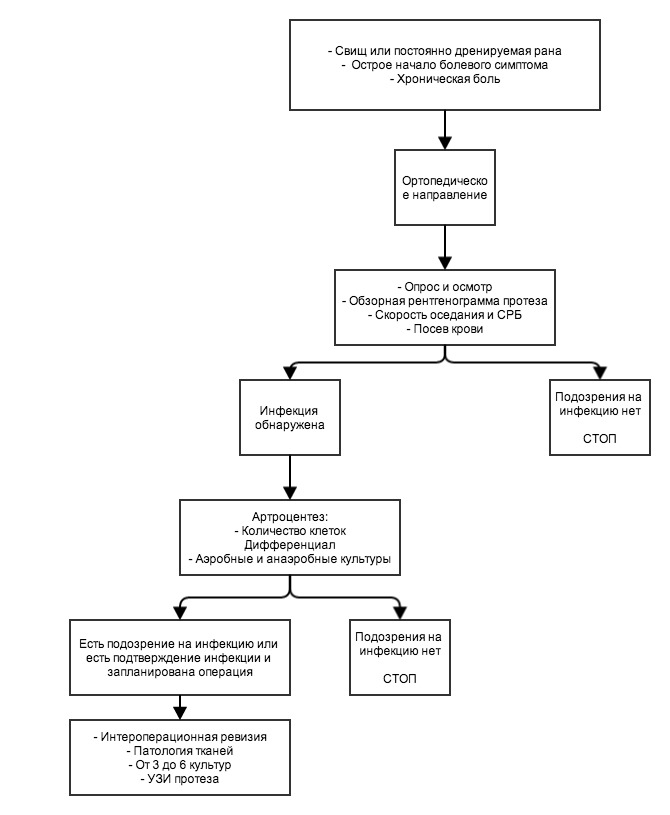 - Свищ или постоянно дренируемая рана
- Острое начало болевого симптома
- Хроническая боль
Ортопедическо
е направление
- Опрос и осмотр
- Обзорная рентгенограмма протеза
- Скорость оседания и СРБ
- Посев крови
Инфекция
обнаружена
Подозрения на
инфекцию нет
СТОП
Артроцентез:
- Количество клеток
Дифференциал
- Аэробные и анаэробные культуры
Есть подозрение на инфекцию или
есть подтверждение инфекции и
запланирована операция
Подозрения на
инфекцию нет
СТОП
- Интероперационная ревизия
- Патология тканей
- От 3 до 6 культур
- УЗИ протеза